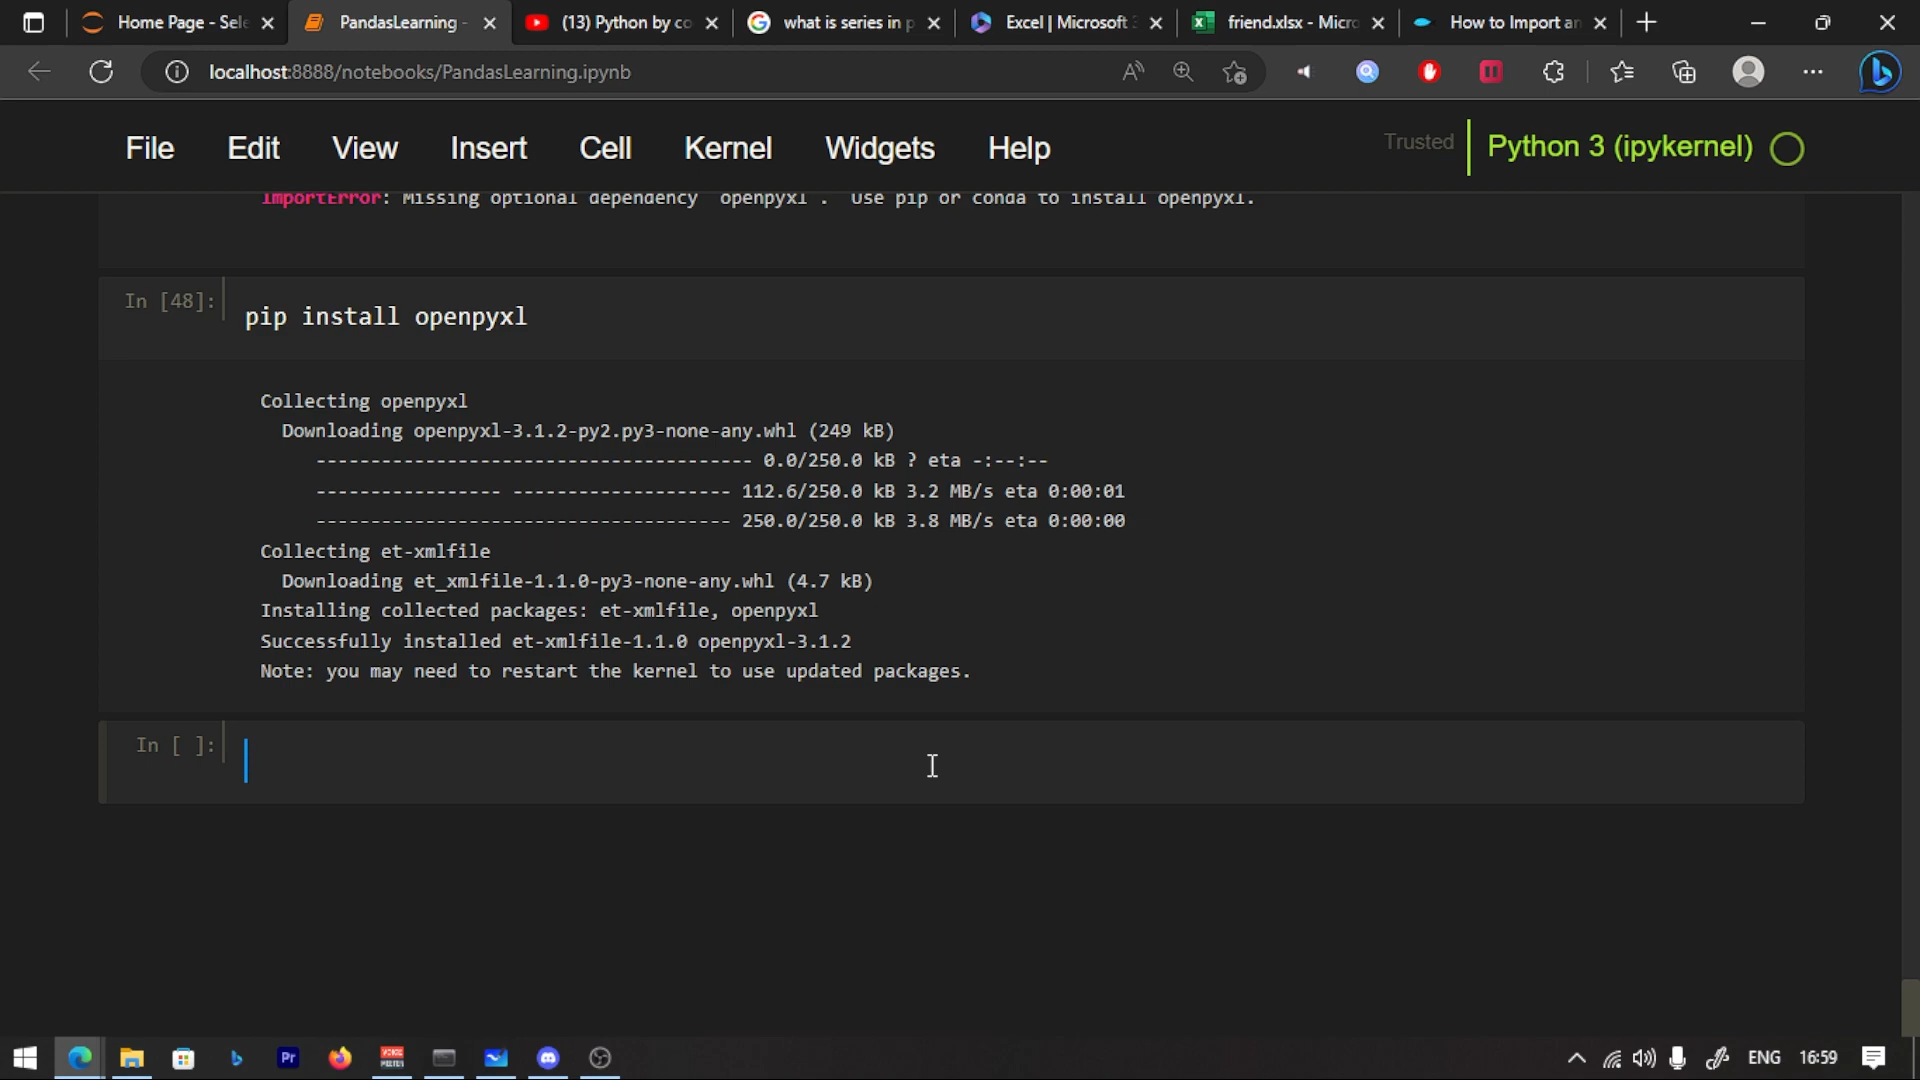 Home Page - Sele
PandasLearning -
(13) Python by co
what is series in p
Excel | Microsoft 3
friend.xlsx - Micro
How to Import an
localhost:8888/notebooks/PandasLearning.ipynb
File Edit View Insert Cell Kernel Widgets Help
Trusted
Python 3 (ipykernel)
ImportError: Missing optional dependency 'openpyxl'.  Use pip or conda to install openpyxl.
In [48]:
pip install openpyxl
Collecting openpyxl
Downloading openpyxl-3.1.2-py2.py3-none-any.whl (249 kB)
---------------------------------------- 0.0/250.0 kB ? eta -:--:--
----------------- -------------------- 112.6/250.0 kB 3.2 MB/s eta 0:00:01
-------------------------------------- 250.0/250.0 kB 3.8 MB/s eta 0:00:00
Collecting et-xmlfile
Downloading et_xmlfile-1.1.0-py3-none-any.whl (4.7 kB)
Installing collected packages: et-xmlfile, openpyxl
Successfully installed et-xmlfile-1.1.0 openpyxl-3.1.2
Note: you may need to restart the kernel to use updated packages.
In [ ]:
Pr
VOICE MEETER
ENG
16:59